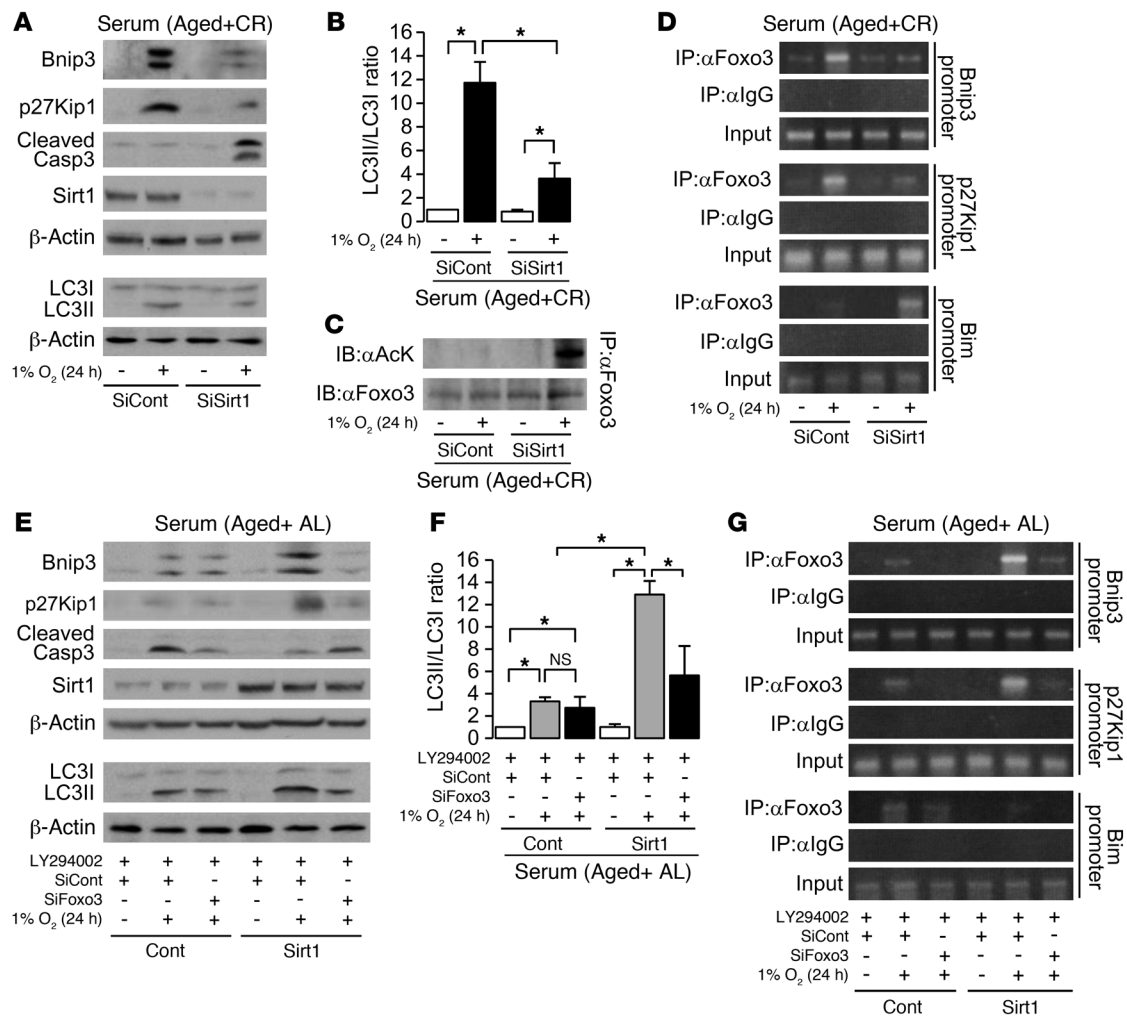 A
Serum (Aged+CR)
Bnip3
p27Kip1
Cleaved
Casp3
Sirt1
β-Actin
LC3I
LC3II
β-Actin
1% O2 (24 h) - + - +
SiCont SiSirt1
B
LC3II/LC3I ratio
16
14
12
10
8
6
4
2
0
* * *
1% O2 (24 h) - + - +
SiCont SiSirt1
Serum (Aged+CR)
C
IB:αAcK
IB:αFoxo3
IP:αFoxo3
1% O2 (24 h) - + - +
SiCont SiSirt1
Serum (Aged+CR)
D
Serum (Aged+CR)
IP:αFoxo3
IP:αIgG
Input
Bnip3
promoter
IP:αFoxo3
IP:αIgG
Input
p27Kip1
promoter
IP:αFoxo3
IP:αIgG
Input
Bim
promoter
1% O2 (24 h) - + - +
SiCont SiSirt1
E
Serum (Aged+ AL)
Bnip3
p27Kip1
Cleaved
Casp3
Sirt1
β-Actin
LC3I
LC3II
β-Actin
LY294002 + + + + + +
SiCont + + - + + -
SiFoxo3 - - + - - +
1% O2 (24 h) - + + - + +
Cont Sirt1
F
LC3II/LC3I ratio
16
14
12
10
8
6
4
2
0
*
* *
*
* NS
LY294002 + + + + + +
SiCont + + - + + -
SiFoxo3 - - + - - +
1% O2 (24 h) - + + - + +
Cont Sirt1
Serum (Aged+ AL)
G
Serum (Aged+ AL)
IP:αFoxo3
IP:αIgG
Input
Bnip3
promoter
IP:αFoxo3
IP:αIgG
Input
p27Kip1
promoter
IP:αFoxo3
IP:αIgG
Input
Bim
promoter
LY294002 + + + + + +
SiCont + + - + + -
SiFoxo3 - - + - - +
1% O2 (24 h) - + + - + +
Cont Sirt1